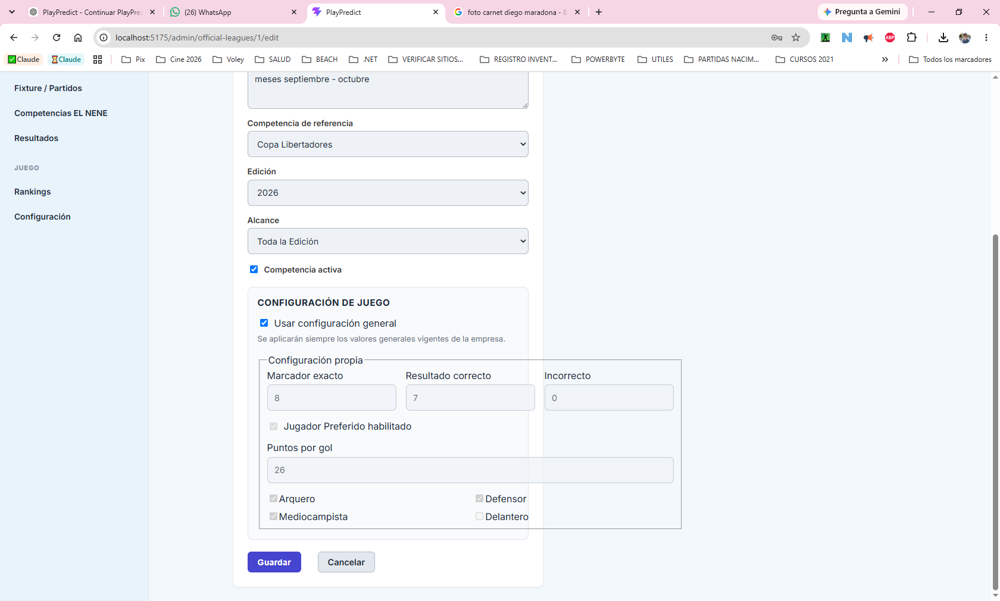 PlayPredict - Continuar PlayPre
(26) WhatsApp
PlayPredict
foto carnet diego maradona - B
Pregunta a Gemini
localhost:5175/admin/official-leagues/1/edit
ABP
Claude
Claude
Pix
Cine 2026
Voley
SALUD
BEACH
.NET
VERIFICAR SITIOS...
REGISTRO INVENT...
POWERBYTE
UTILES
PARTIDAS NACIM...
CURSOS 2021
Todos los marcadores
Fixture / Partidos
Competencias EL NENE
Resultados
JUEGO
Rankings
Configuración
meses septiembre - octubre
Competencia de referencia
Copa Libertadores
Edición
2026
Alcance
Toda la Edición
Competencia activa
CONFIGURACIÓN DE JUEGO
Usar configuración general
Se aplicarán siempre los valores generales vigentes de la empresa.
Configuración propia
Marcador exacto
Resultado correcto
Incorrecto
8
7
0
Jugador Preferido habilitado
Puntos por gol
26
Arquero
Defensor
Mediocampista
Delantero
Guardar
Cancelar